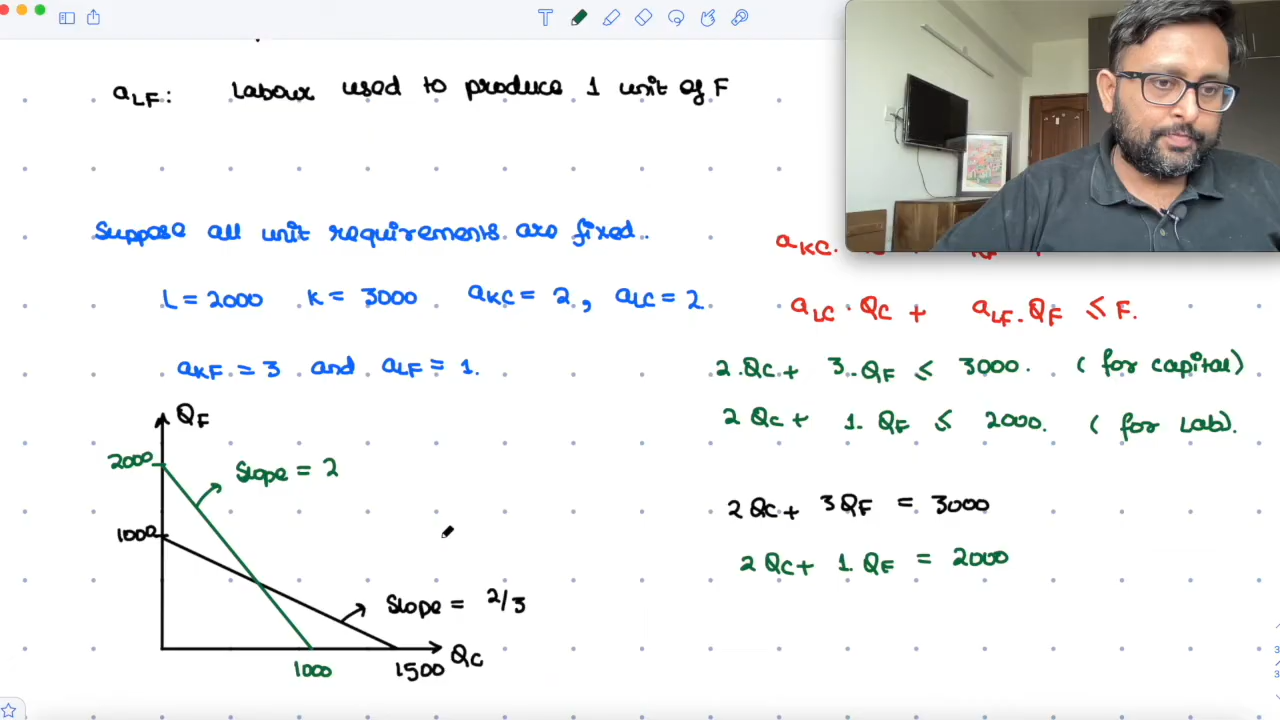 aLF: Labour used to produce 1 unit of F
Suppose all unit requirements are fixed.
L = 2000 K = 3000 aKC = 2, aLC = 2
aKF = 3 and aLF = 1.
aKC.
aLC · QC + aLF. QF ≤ F.
2. QC + 3. QF ≤ 3000. (for capital)
2 QC + 1. QF ≤ 2000. (for Lab).
2 QC + 3 QF = 3000
2 QC + 1. QF = 2000
QF
2000
Slope = 2
1000
Slope = 2/3
1000
1500
QC